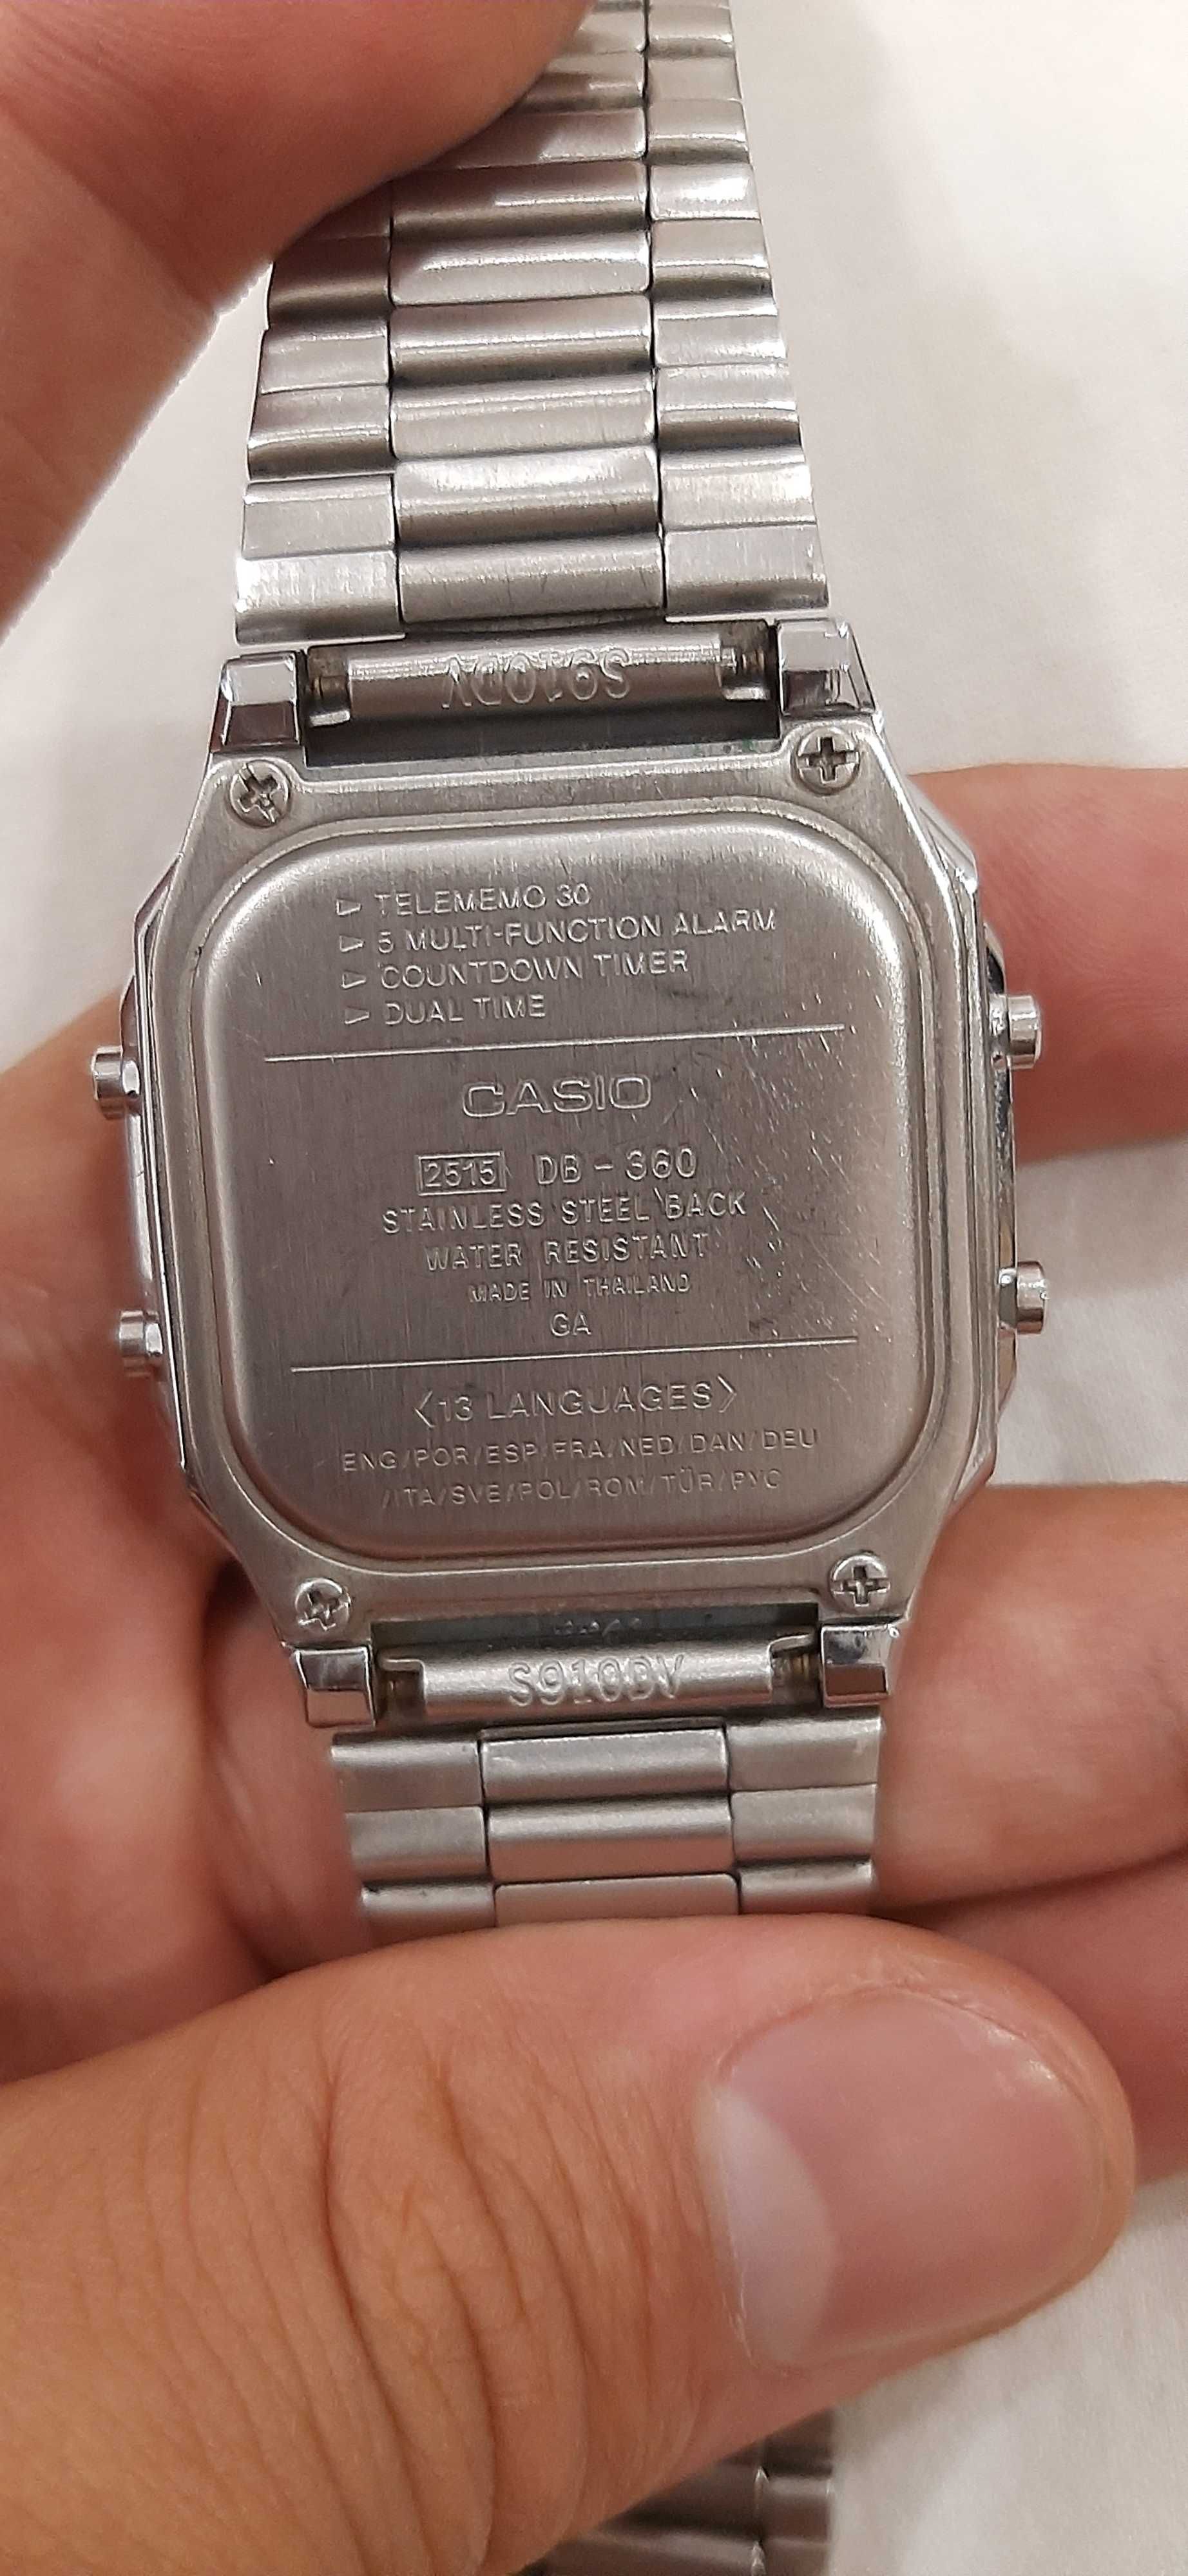 S910DV
TELEMEMO 30
5 MULTI-FUNCTION ALARM
COUNTDOWN TIMER
DUAL TIME
CASIO
2515 DB-360
STAINLESS STEEL BACK
WATER RESISTANT
MADE IN THAILAND
GA
<13 LANGUAGES>
ENG/POR/ESP/FRA/NED/DAN/DEU
/ITA/SVE/POL/ROM/TÜR/РУС
S910DV